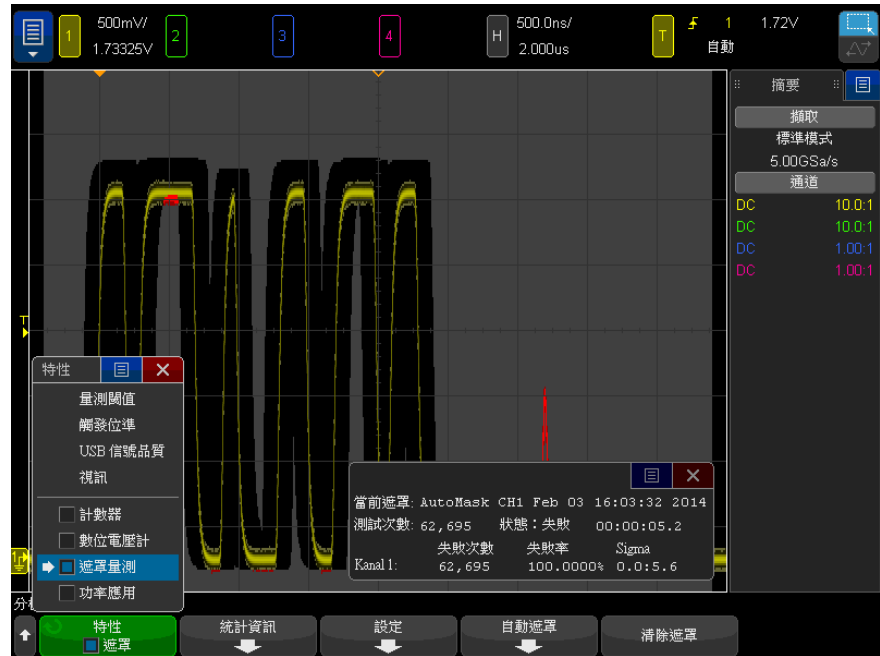 500mV/
1
1.73325V
2
3
4
H
500.0ns/
2.000us
T
1
1.72V
自動
摘要
擷取
標準模式
5.00GSa/s
通道
DC 10.0:1
DC 10.0:1
DC 1.00:1
DC 1.00:1
T
特性
量測閾值
觸發位準
USB 信號品質
視訊
計數器
數位電壓計
遮罩量測
功率應用
當前遮罩: AutoMask CH1 Feb 03 16:03:32 2014
測試次數: 62,695 狀態：失敗 00:00:05.2
失敗次數 失敗率 Sigma
Kanal 1: 62,695 100.0000% 0.0:5.6
特性
遮罩
統計資訊
設定
自動遮罩
清除遮罩